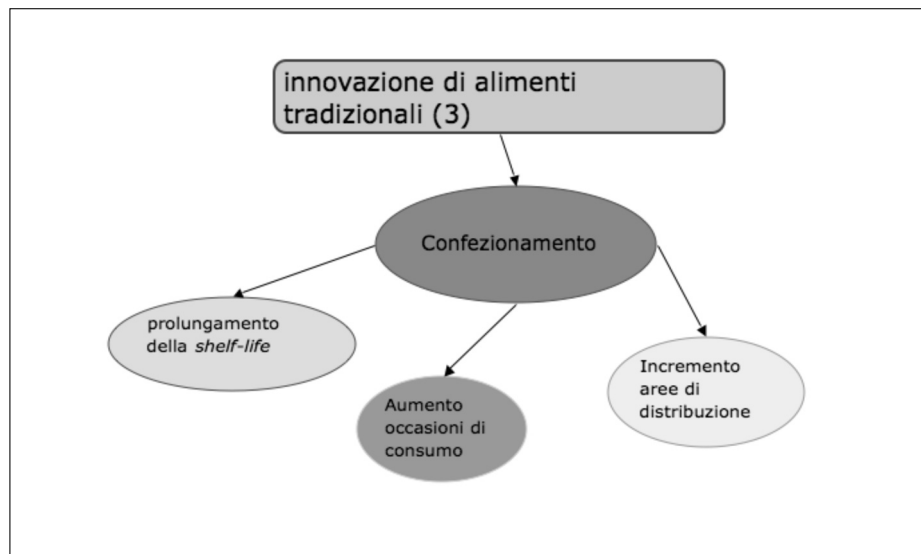 innovazione di alimenti
tradizionali (3)
Confezionamento
prolungamento
della shelf-life
Aumento
occasioni di
consumo
Incremento
aree di
distribuzione